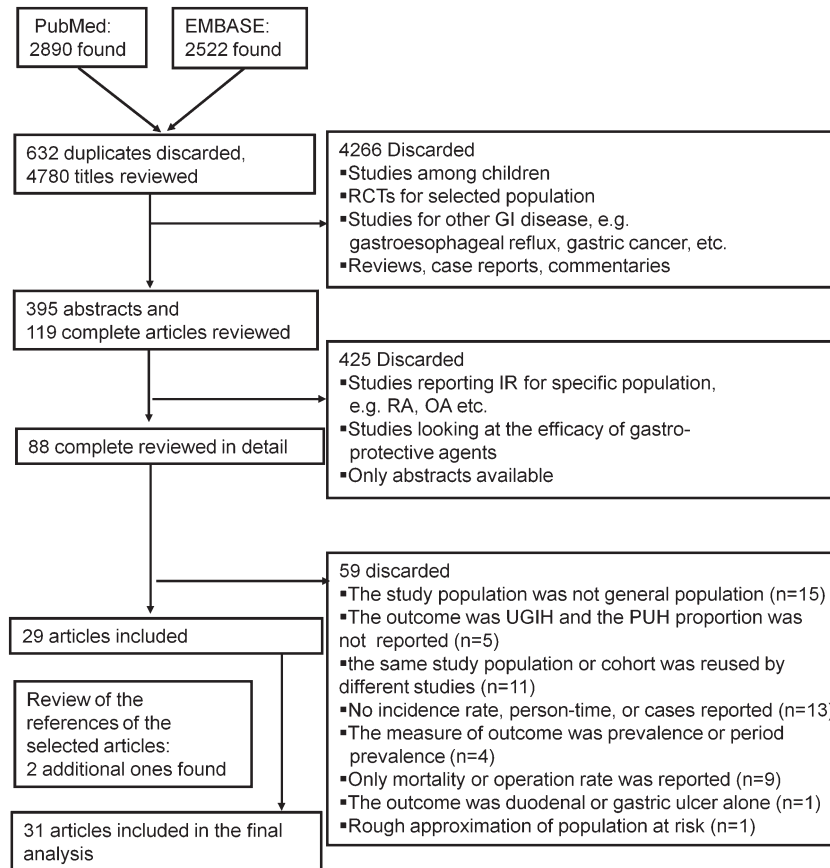 PubMed:
2890 found
EMBASE:
2522 found
632 duplicates discarded,
4780 titles reviewed
4266 Discarded
▪Studies among children
▪RCTs for selected population
▪Studies for other GI disease, e.g.
gastroesophageal reflux, gastric cancer, etc.
▪Reviews, case reports, commentaries
395 abstracts and
119 complete articles reviewed
425 Discarded
▪Studies reporting IR for specific population,
e.g. RA, OA etc.
▪Studies looking at the efficacy of gastro-
protective agents
▪Only abstracts available
88 complete reviewed in detail
59 discarded
▪The study population was not general population (n=15)
▪The outcome was UGIH and the PUH proportion was
not reported (n=5)
▪the same study population or cohort was reused by
different studies (n=11)
▪No incidence rate, person-time, or cases reported (n=13)
▪The measure of outcome was prevalence or period
prevalence (n=4)
▪Only mortality or operation rate was reported (n=9)
▪The outcome was duodenal or gastric ulcer alone (n=1)
▪Rough approximation of population at risk (n=1)
29 articles included
Review of the
references of the
selected articles:
2 additional ones found
31 articles included in the final
analysis